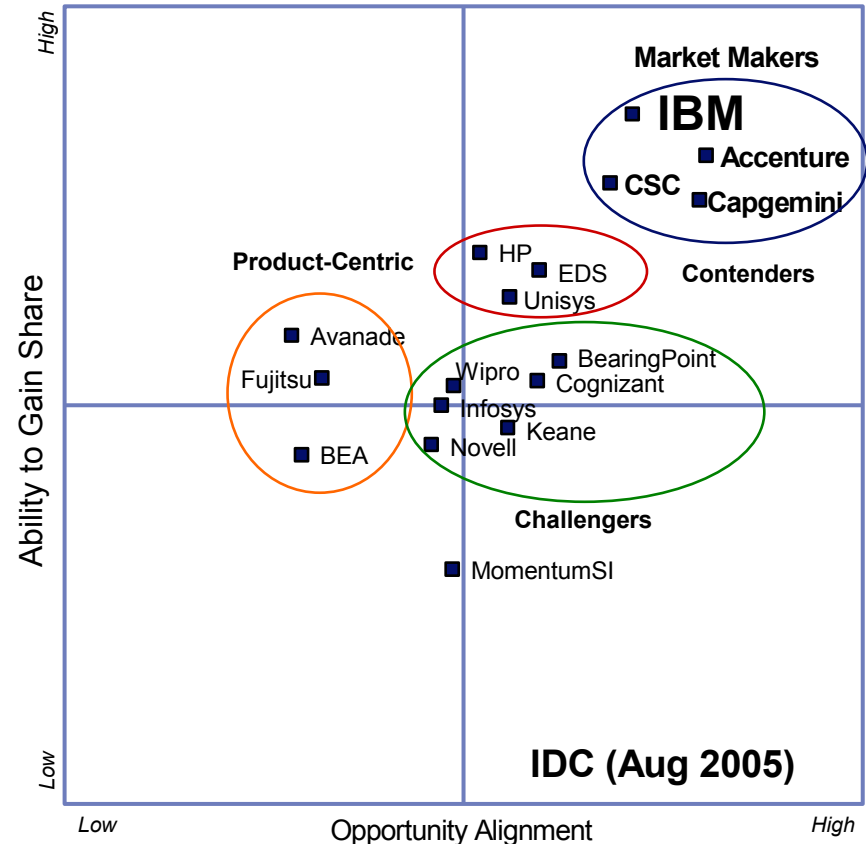 High
Market Makers
IBM
Accenture
CSC
Capgemini
HP
Product-Centric
EDS
Contenders
Unisys
Avanade
BearingPoint
Wipro
Fujitsu
Cognizant
Infosys
Keane
Novell
BEA
Challengers
MomentumSI
Ability to Gain Share
IDC (Aug 2005)
Low
Low
Opportunity Alignment
High